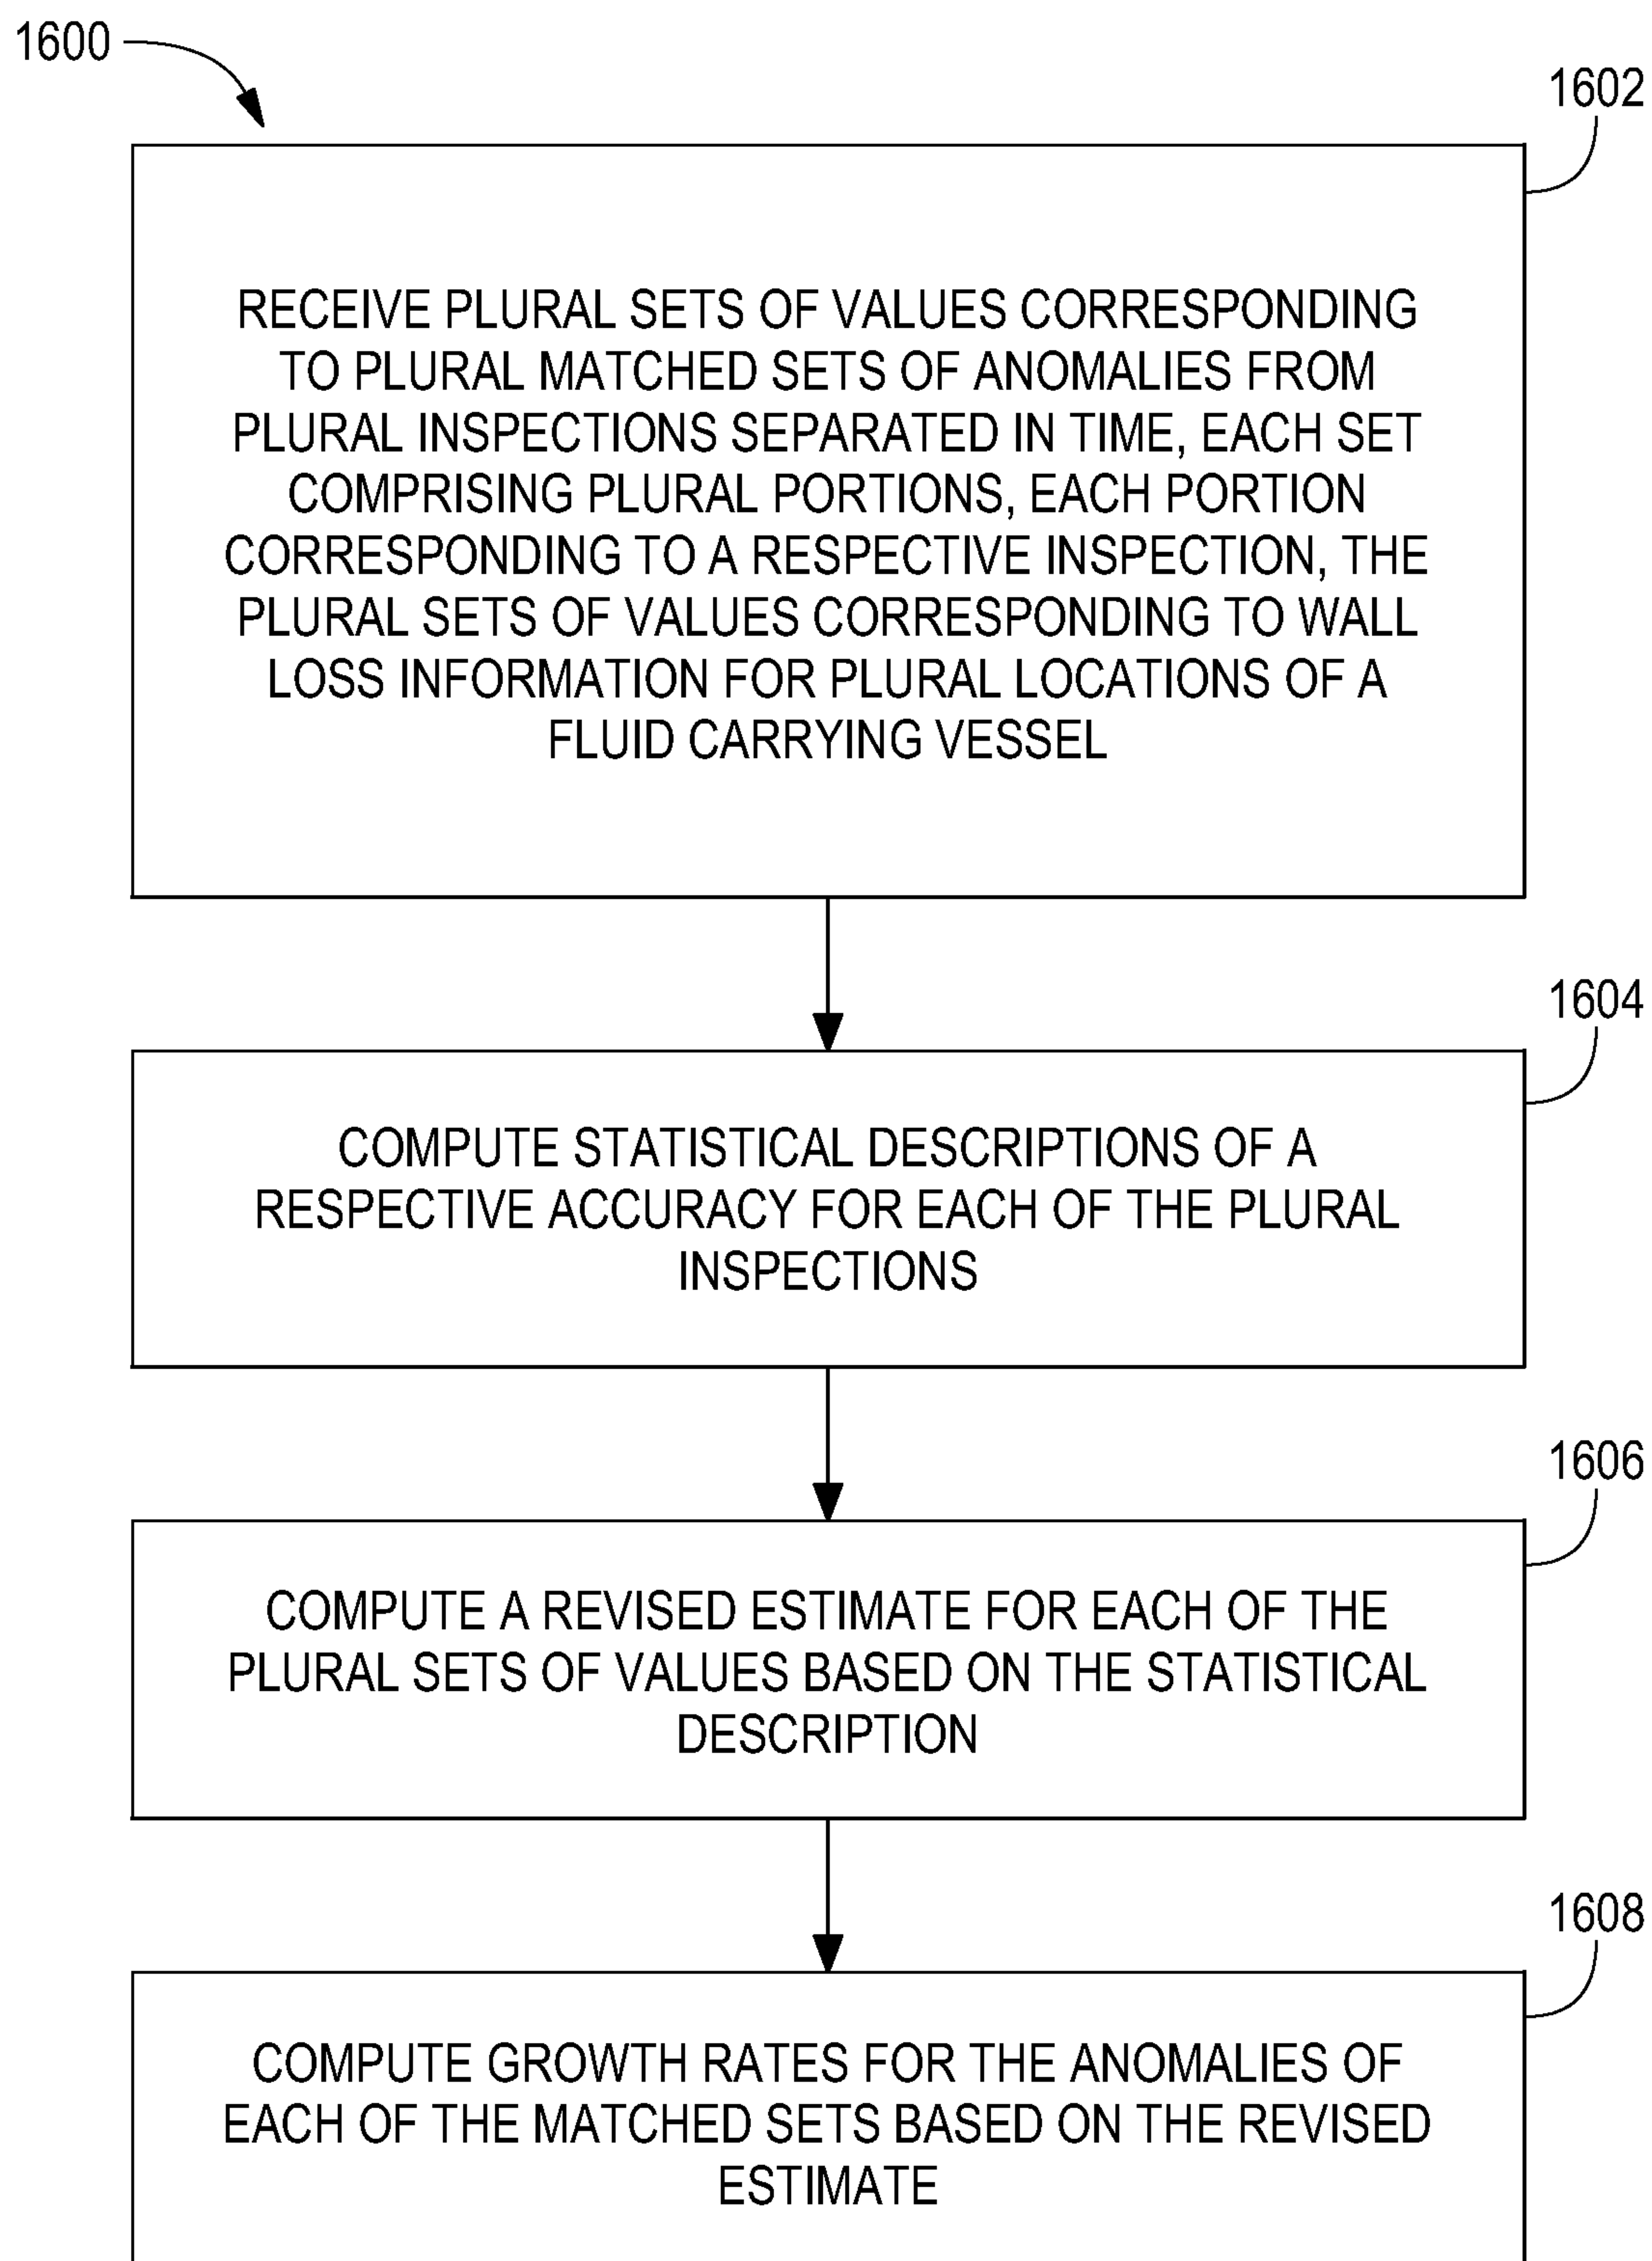 1600
1602
RECEIVE PLURAL SETS OF VALUES CORRESPONDING
TO PLURAL MATCHED SETS OF ANOMALIES FROM
PLURAL INSPECTIONS SEPARATED IN TIME, EACH SET
COMPRISING PLURAL PORTIONS, EACH PORTION
CORRESPONDING TO A RESPECTIVE INSPECTION, THE
PLURAL SETS OF VALUES CORRESPONDING TO WALL
LOSS INFORMATION FOR PLURAL LOCATIONS OF A
FLUID CARRYING VESSEL
1604
COMPUTE STATISTICAL DESCRIPTIONS OF A
RESPECTIVE ACCURACY FOR EACH OF THE PLURAL
INSPECTIONS
1606
COMPUTE A REVISED ESTIMATE FOR EACH OF THE
PLURAL SETS OF VALUES BASED ON THE STATISTICAL
DESCRIPTION
1608
COMPUTE GROWTH RATES FOR THE ANOMALIES OF
EACH OF THE MATCHED SETS BASED ON THE REVISED
ESTIMATE